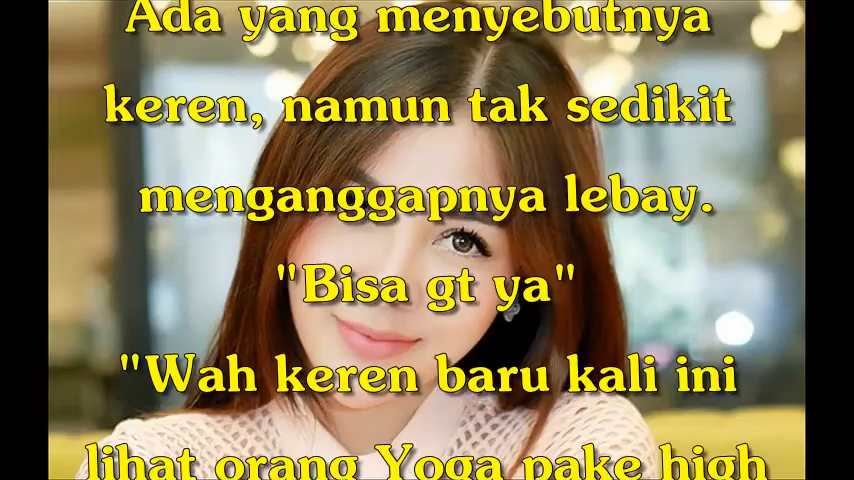 Ada yang menyebutnya
keren, namun tak sedikit
menganggapnya lebay.
"Bisa gt ya"
"Wah keren baru kali ini
lihat orang Yoga pake high